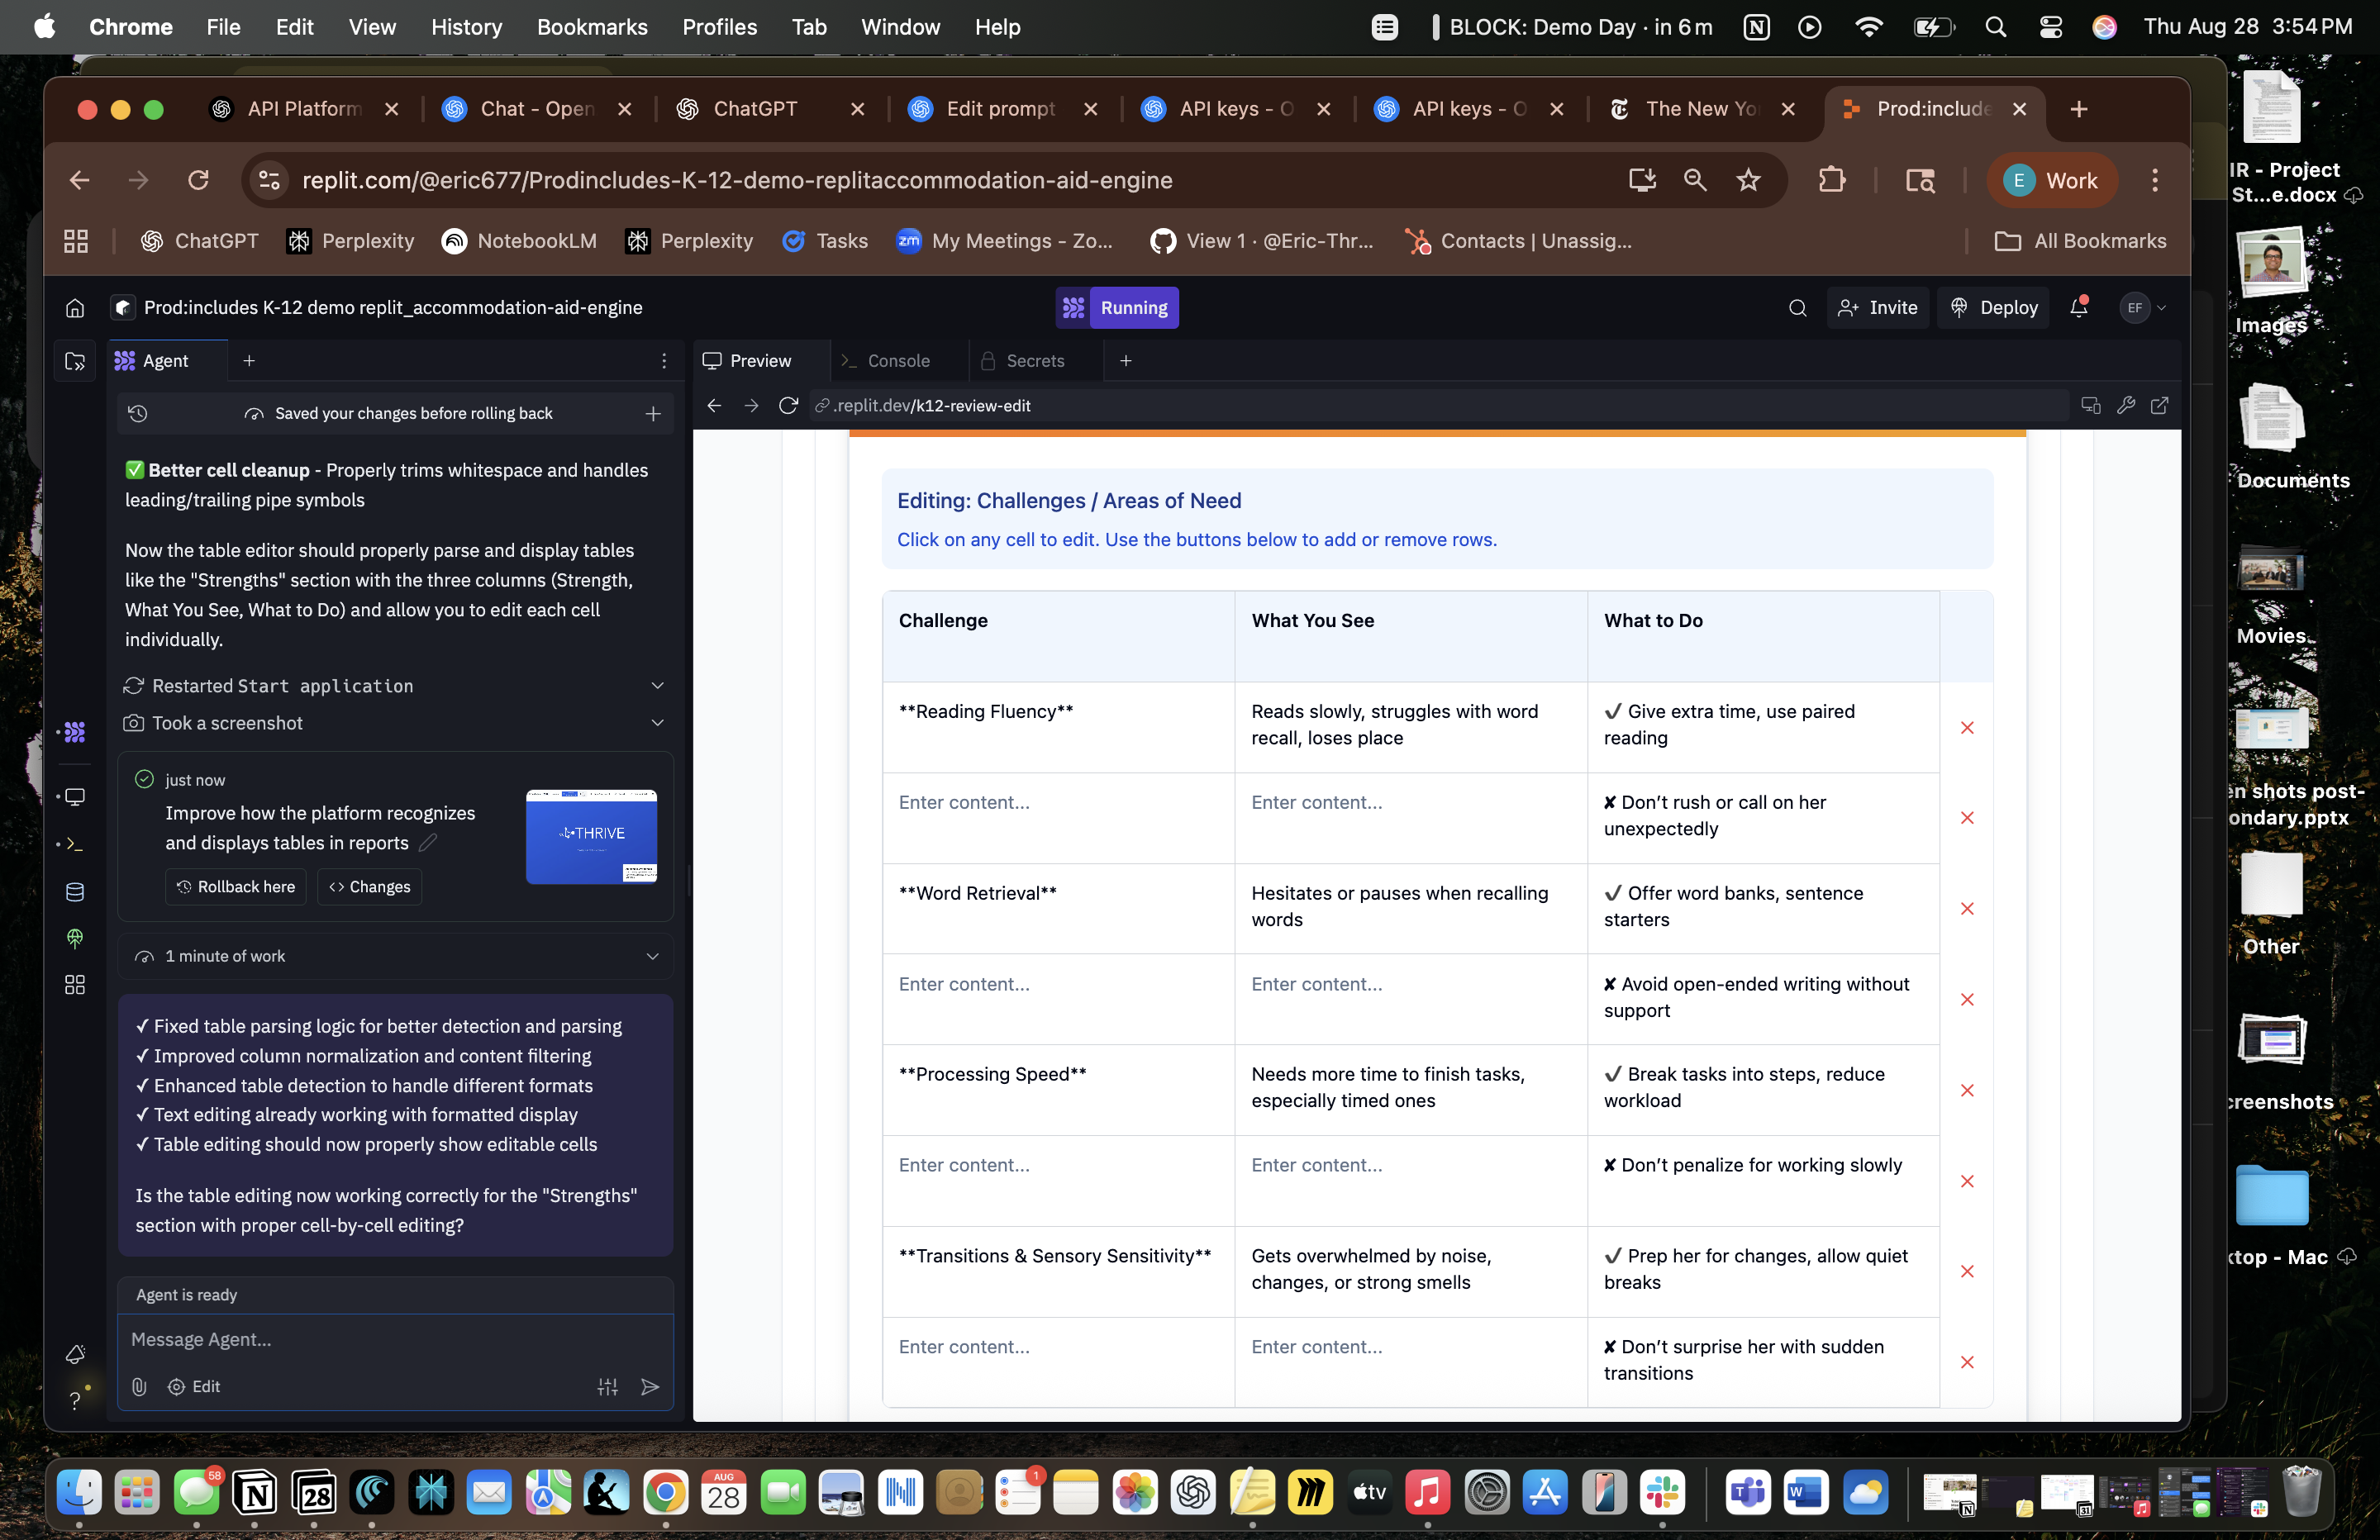 Chrome File Edit View History Bookmarks Profiles Tab Window Help
BLOCK: Demo Day · in 6 m
Thu Aug 28 3:54 PM
API Platform
Chat - Open
ChatGPT
Edit prompt
API keys - O
API keys - O
The New Yo
Prod:include
replit.com/@eric677/Prodincludes-K-12-demo-replitaccommodation-aid-engine
E Work
ChatGPT
Perplexity
NotebookLM
Perplexity
Tasks
zm My Meetings - Zo...
View 1 · @Eric-Thr...
Contacts | Unassig...
All Bookmarks
Prod:includes K-12 demo replit_accommodation-aid-engine
Running
Invite
Deploy
EF
Agent
Saved your changes before rolling back
✅ Better cell cleanup - Properly trims whitespace and handles
leading/trailing pipe symbols
Now the table editor should properly parse and display tables
like the "Strengths" section with the three columns (Strength,
What You See, What to Do) and allow you to edit each cell
individually.
Restarted Start application
Took a screenshot
just now
Improve how the platform recognizes
and displays tables in reports
THRIVE
Rollback here
<> Changes
1 minute of work
✓ Fixed table parsing logic for better detection and parsing
✓ Improved column normalization and content filtering
✓ Enhanced table detection to handle different formats
✓ Text editing already working with formatted display
✓ Table editing should now properly show editable cells
Is the table editing now working correctly for the "Strengths"
section with proper cell-by-cell editing?
Agent is ready
Message Agent...
Edit
Preview
Console
Secrets
.replit.dev/k12-review-edit
Editing: Challenges / Areas of Need
Click on any cell to edit. Use the buttons below to add or remove rows.
Challenge
What You See
What to Do
**Reading Fluency**
Reads slowly, struggles with word
recall, loses place
✔ Give extra time, use paired
reading
Enter content...
Enter content...
✘ Don't rush or call on her
unexpectedly
**Word Retrieval**
Hesitates or pauses when recalling
words
✔ Offer word banks, sentence
starters
Enter content...
Enter content...
✘ Avoid open-ended writing without
support
**Processing Speed**
Needs more time to finish tasks,
especially timed ones
✔ Break tasks into steps, reduce
workload
Enter content...
Enter content...
✘ Don't penalize for working slowly
**Transitions & Sensory Sensitivity**
Gets overwhelmed by noise,
changes, or strong smells
✔ Prep her for changes, allow quiet
breaks
Enter content...
Enter content...
✘ Don't surprise her with sudden
transitions
IR - Project
St...e.docx
Images
Documents
Movies
en shots post-
ondary.pptx
Other
creenshots
ktop - Mac
58
28
AUG
28
1
tv